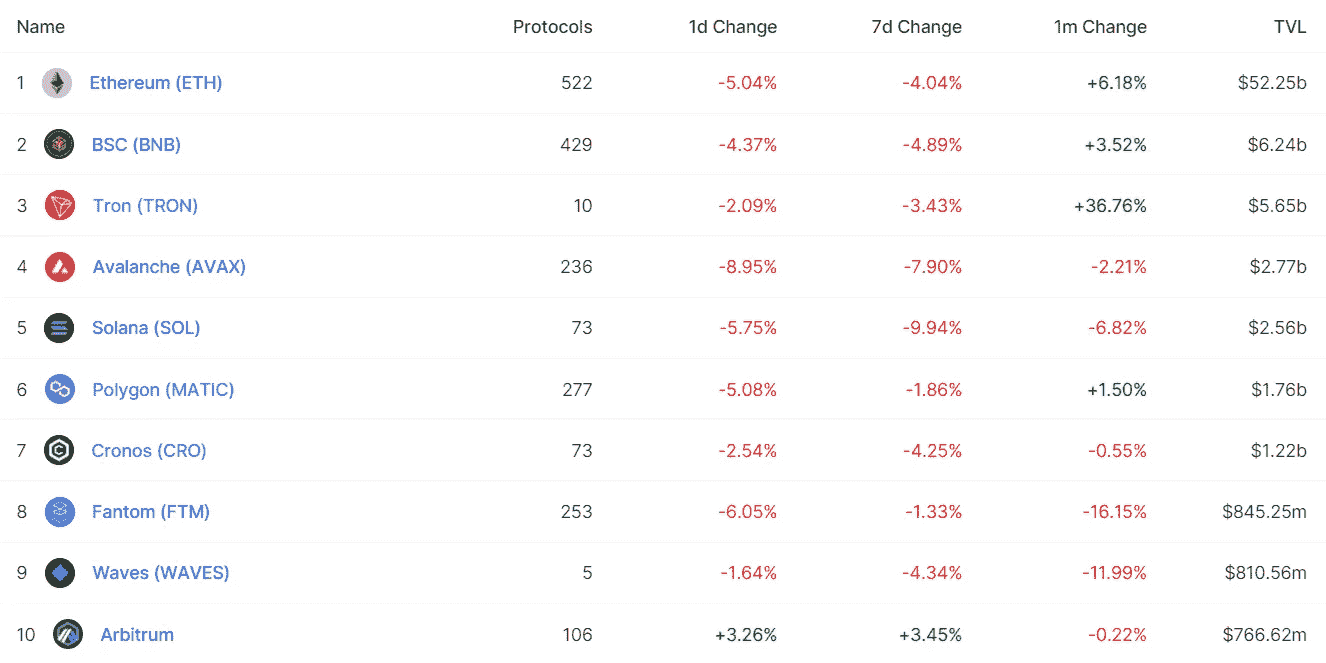 Name Protocols 1d Change 7d Change 1m Change TVL
1 Ethereum (ETH) 522 -5.04% -4.04% +6.18% $52.25b
2 BSC (BNB) 429 -4.37% -4.89% +3.52% $6.24b
3 Tron (TRON) 10 -2.09% -3.43% +36.76% $5.65b
4 Avalanche (AVAX) 236 -8.95% -7.90% -2.21% $2.77b
5 Solana (SOL) 73 -5.75% -9.94% -6.82% $2.56b
6 Polygon (MATIC) 277 -5.08% -1.86% +1.50% $1.76b
7 Cronos (CRO) 73 -2.54% -4.25% -0.55% $1.22b
8 Fantom (FTM) 253 -6.05% -1.33% -16.15% $845.25m
9 Waves (WAVES) 5 -1.64% -4.34% -11.99% $810.56m
10 Arbitrum 106 +3.26% +3.45% -0.22% $766.62m